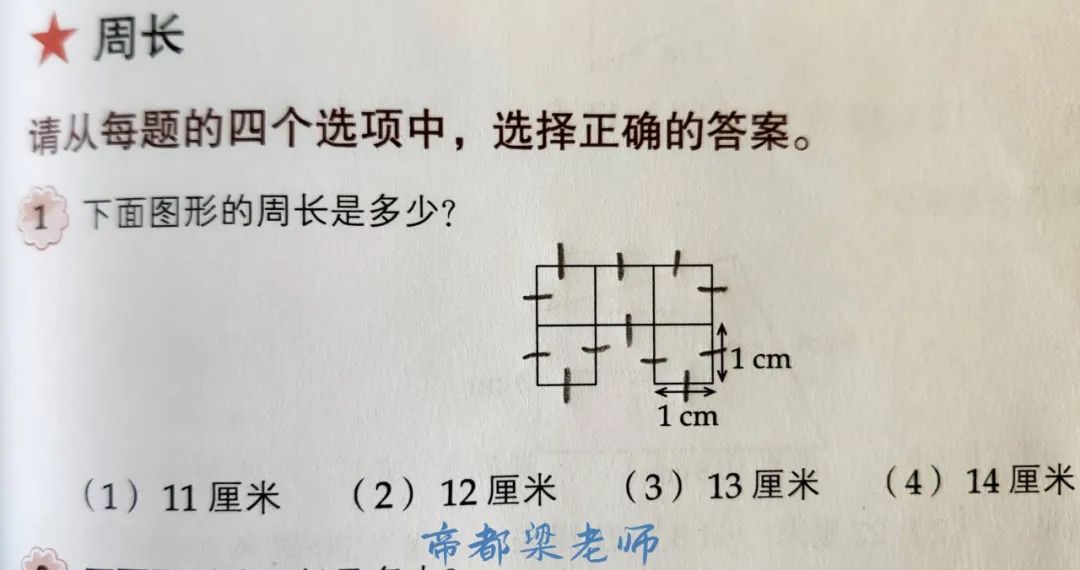 ★ 周长
请从每题的四个选项中，选择正确的答案。
1 下面图形的周长是多少?
1 cm
1 cm
（1）11 厘米 （2）12 厘米 （3）13 厘米 （4）14 厘米
帝都梁老师